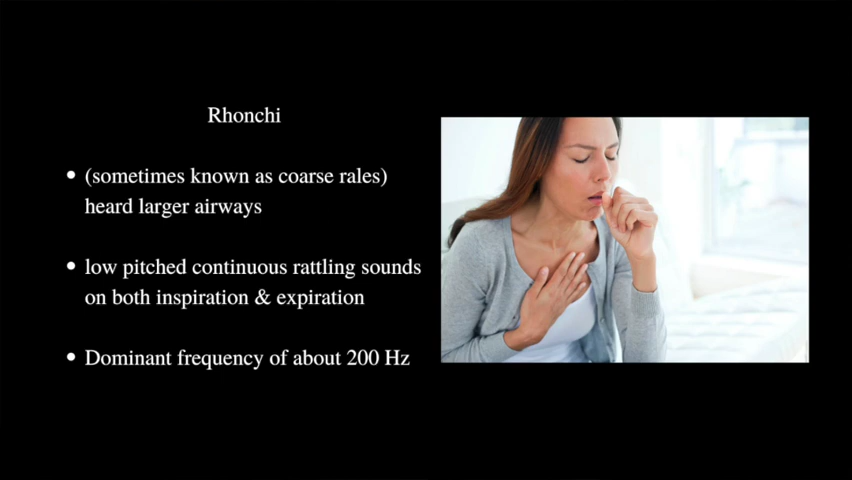 Rhonchi
• (sometimes known as coarse rales)
heard larger airways
• low pitched continuous rattling sounds
on both inspiration & expiration
• Dominant frequency of about 200 Hz